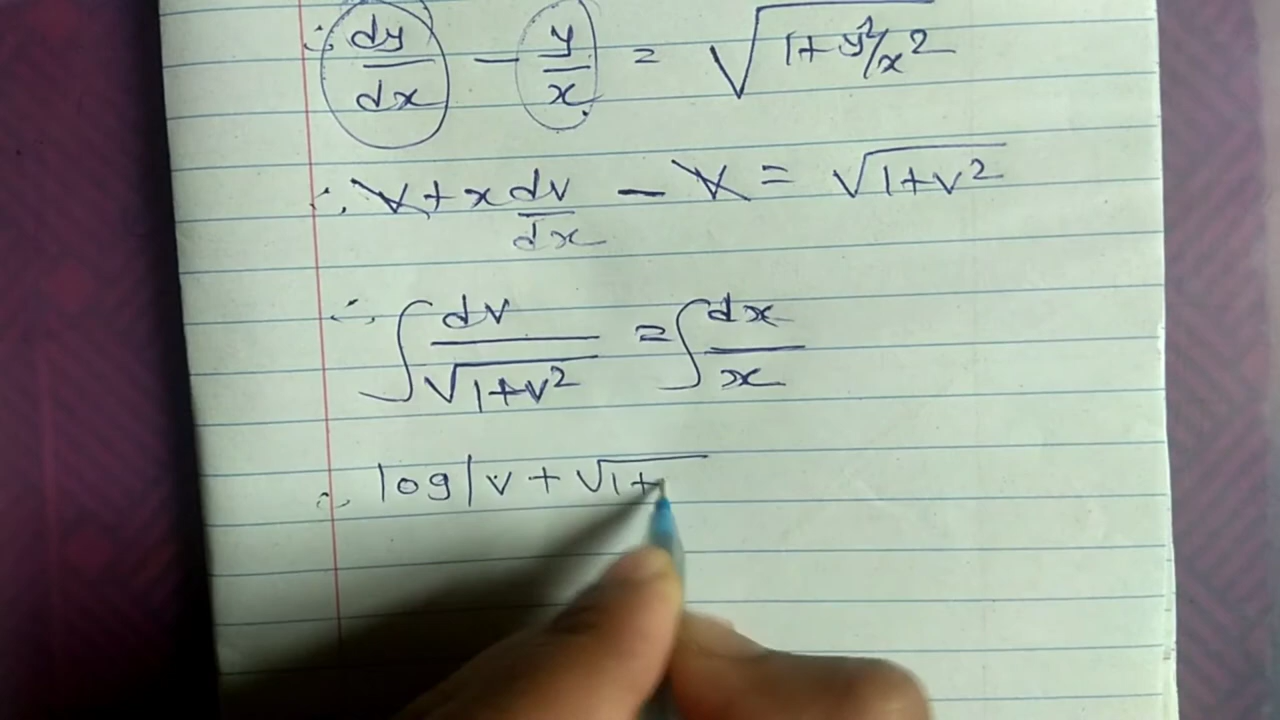 ∴ dy/dx - y/x = √(1 + y²/x²)
∴ v + x dv/dx - v = √(1+v²)
∴ ∫ dv/√(1+v²) = ∫ dx/x
∴ log|v + √(1+